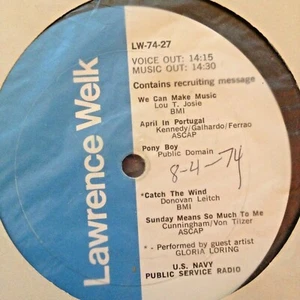 Lawrence Welk
LW-74-27
VOICE OUT: 14:15
MUSIC OUT: 14:30
Contains recruiting message
We Can Make Music
Lou T. Josie
BMI
April In Portugal
Kennedy/Galhardo/Ferrao
ASCAP
Pony Boy
Public Domain
8-4-74
*Catch The Wind
Donovan Leitch
BMI
Sunday Means So Much To Me
Cunningham/Von Tilzer
ASCAP
*- Performed by guest artist
GLORIA LORING
U.S. NAVY
PUBLIC SERVICE RADIO